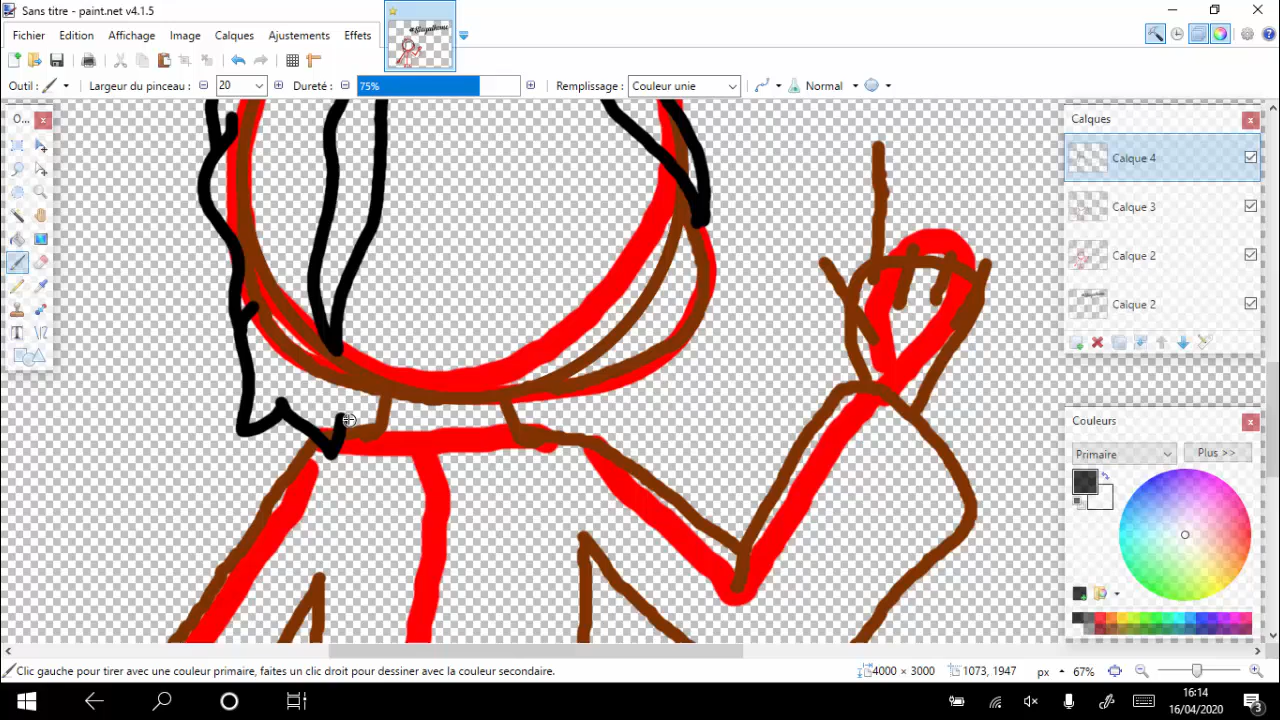 Sans titre - paint.net v4.1.5
Fichier Edition Affichage Image Calques Ajustements Effets
Outil : Largeur du pinceau : 20 Dureté : 75% Remplissage : Couleur unie Normal
O...
Calques
Calque 4
Calque 3
Calque 2
Calque 2
Couleurs
Primaire Plus >>
Clic gauche pour tirer avec une couleur primaire, faites un clic droit pour dessiner avec la couleur secondaire. 4000 × 3000 1073, 1947 px 67%
16:14
16/04/2020
3